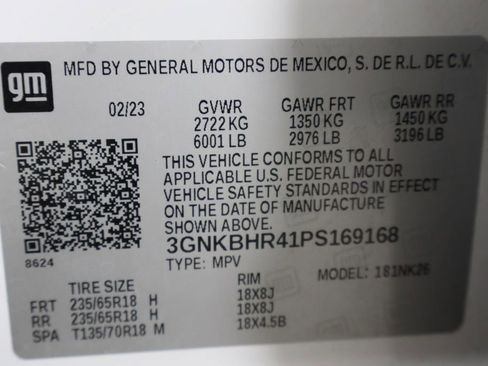 gm MFD BY GENERAL MOTORS DE MEXICO, S. DE R.L. DE C.V.
02/23 GVWR GAWR FRT GAWR RR
2722 KG 1350 KG 1450 KG
6001 LB 2976 LB 3196 LB
THIS VEHICLE CONFORMS TO ALL
APPLICABLE U.S. FEDERAL MOTOR
VEHICLE SAFETY STANDARDS IN EFFECT
ON THE DATE OF MANUFACTURE SHOWN ABOVE.
3GNKBHR41PS169168
8624 TYPE: MPV MODEL: 181NK26
TIRE SIZE RIM
FRT 235/65R18 H 18X8J
RR 235/65R18 H 18X8J
SPA T135/70R18 M 18X4.5B